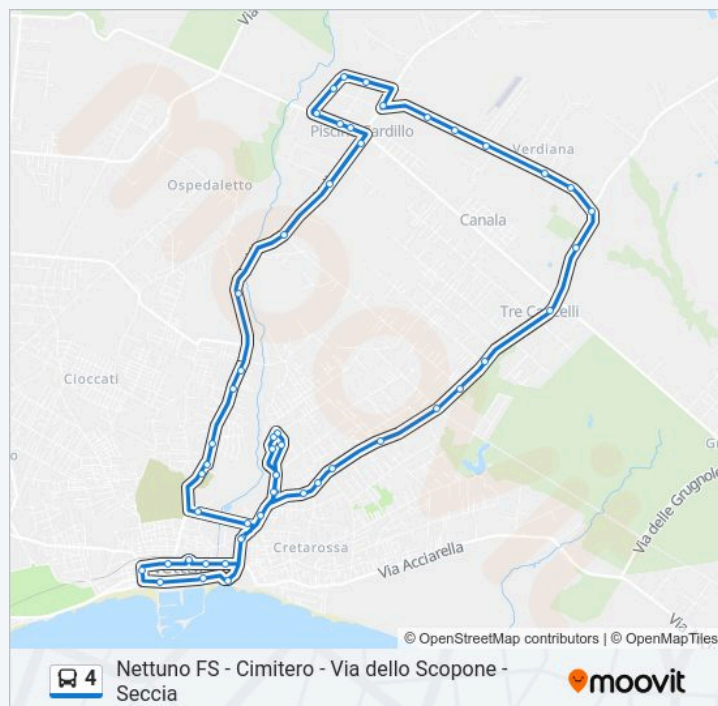 Via
Piscina Cardillo
Verdiana
Ospedaletto
Canala
Tre Cancelli
Cioccati
Via delle Grugnole
Cretarossa
Via Acciarella
© OpenStreetMap contributors | © OpenMapTiles
4 Nettuno FS - Cimitero - Via dello Scopone -
Seccia
moovit